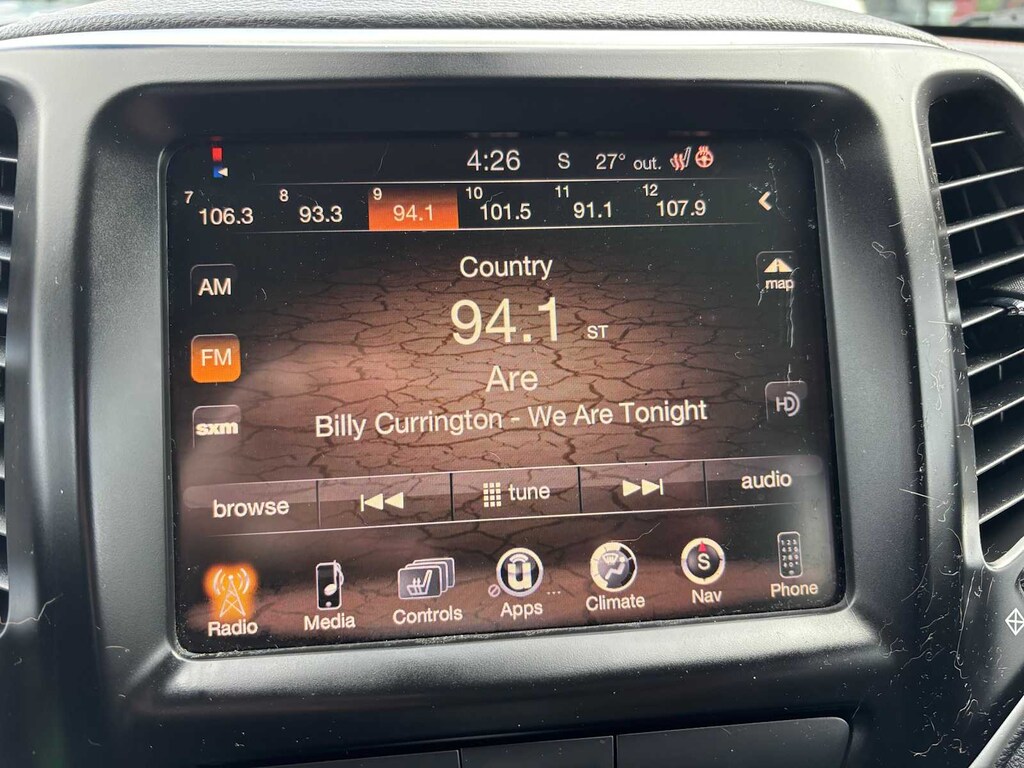 4:26 S 27° out.
7 106.3 8 93.3 9 94.1 10 101.5 11 91.1 12 107.9
Country
AM
map
94.1 ST
FM
Are
HD
sxm
Billy Currington - We Are Tonight
browse tune audio
Radio Media Controls Apps ... Climate S Nav Phone